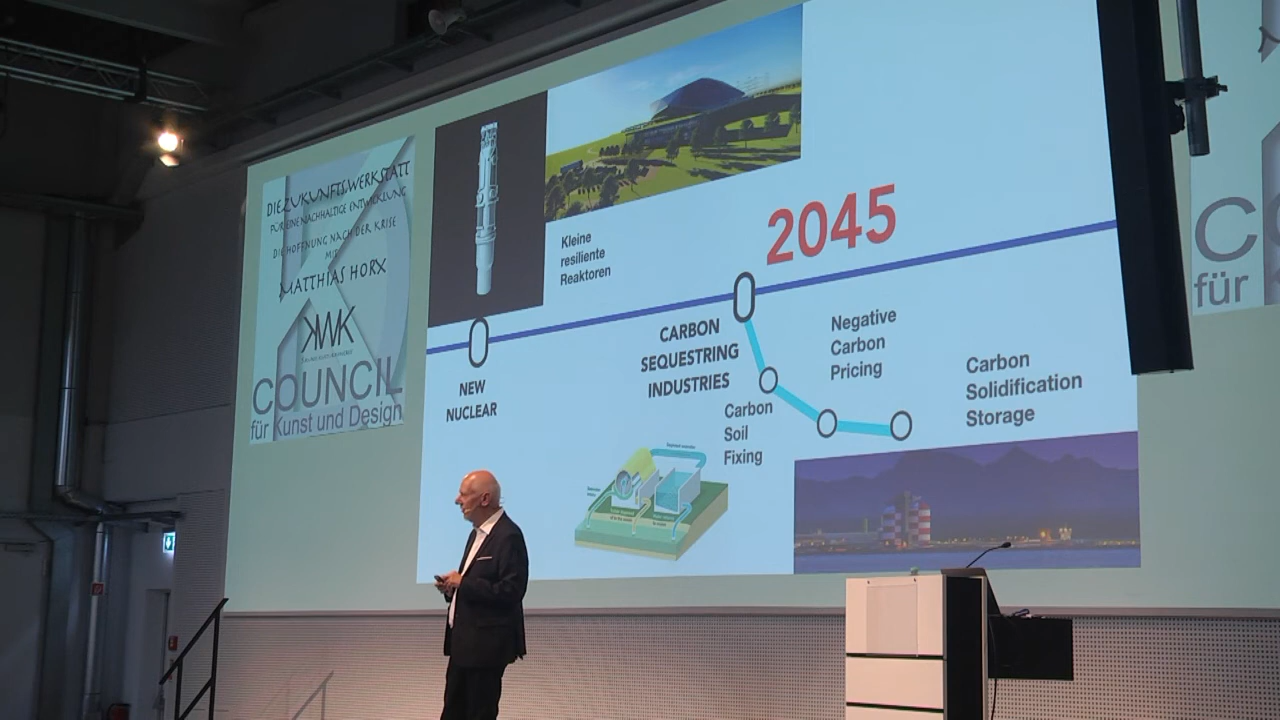 DIEZUKUNFTSWERKSTATT
FÜR EINE NACHHALTIGE ENTWICKLUNG
DIE HOFFNUNG NACH DER KRISE
MIT
MATTHIAS HORX
KWK
COUNCIL
für Kunst und Design
Kleine
resiliente
Reaktoren
2045
NEW
NUCLEAR
CARBON
SEQUESTRING
INDUSTRIES
Carbon
Soil
Fixing
Negative
Carbon
Pricing
Carbon
Solidification
Storage
CO
für